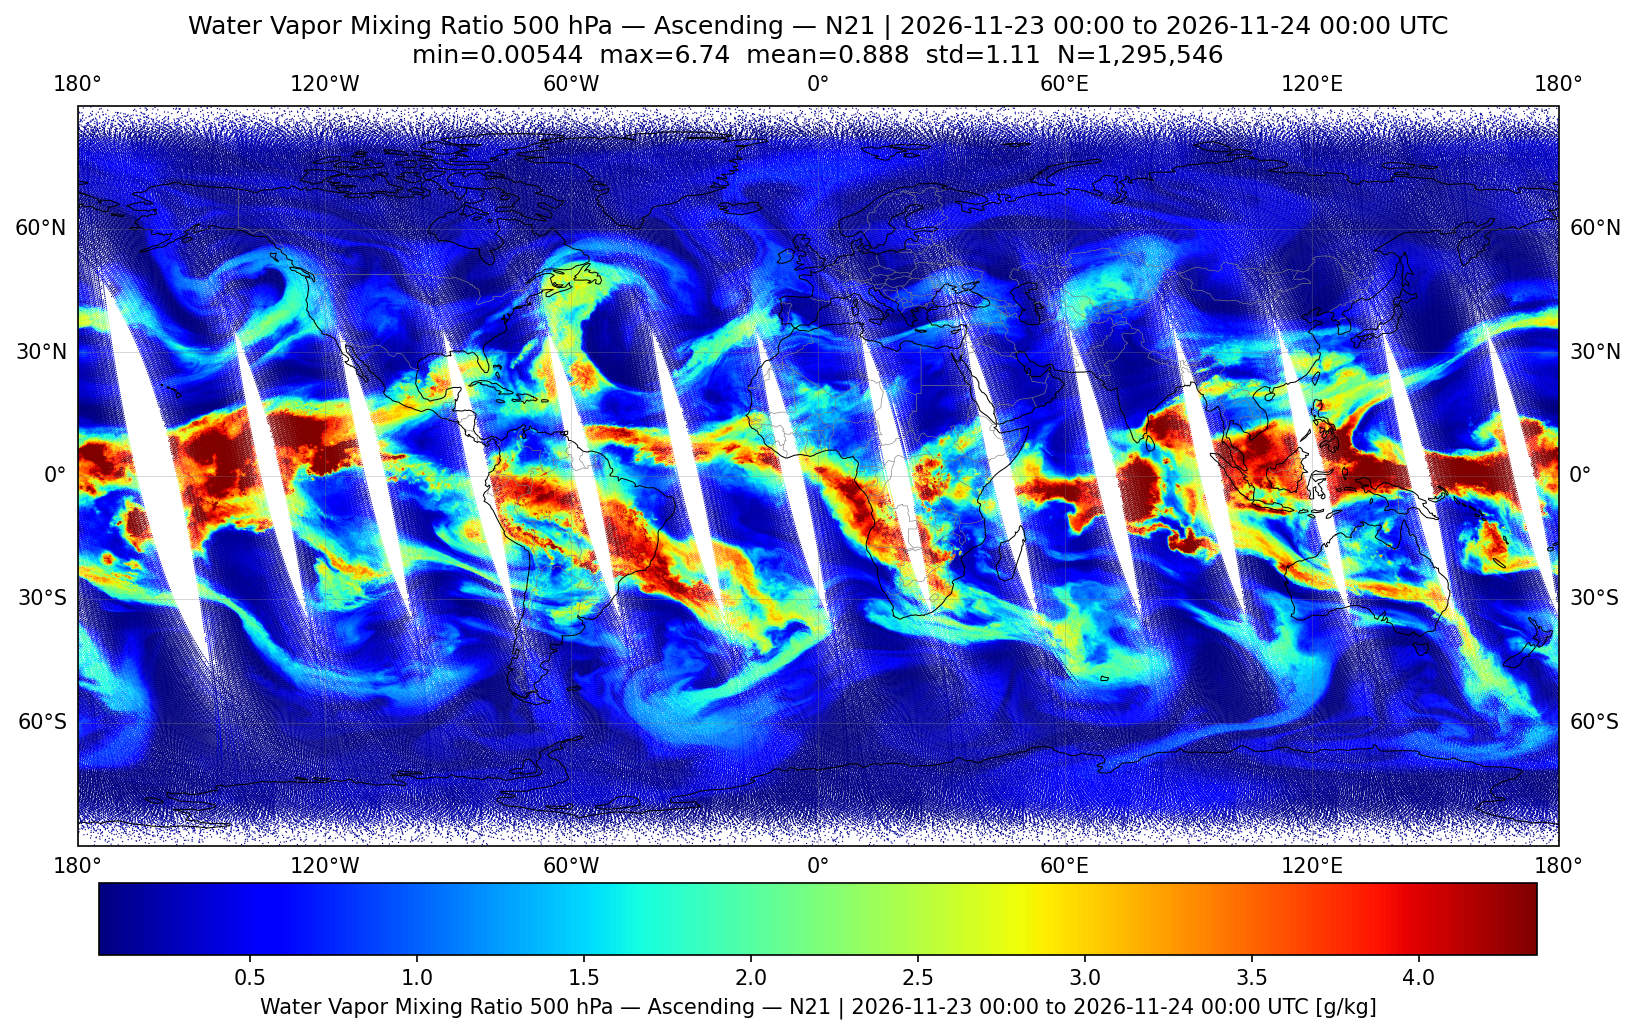 Water Vapor Mixing Ratio 500 hPa — Ascending — N21 | 2026-11-23 00:00 to 2026-11-24 00:00 UTC
min=0.00544  max=6.74  mean=0.888  std=1.11  N=1,295,546
180° 120°W 60°W 0° 60°E 120°E 180°
60°N 60°N
30°N 30°N
0° 0°
30°S 30°S
60°S 60°S
180° 120°W 60°W 0° 60°E 120°E 180°
0.5 1.0 1.5 2.0 2.5 3.0 3.5 4.0
Water Vapor Mixing Ratio 500 hPa — Ascending — N21 | 2026-11-23 00:00 to 2026-11-24 00:00 UTC [g/kg]